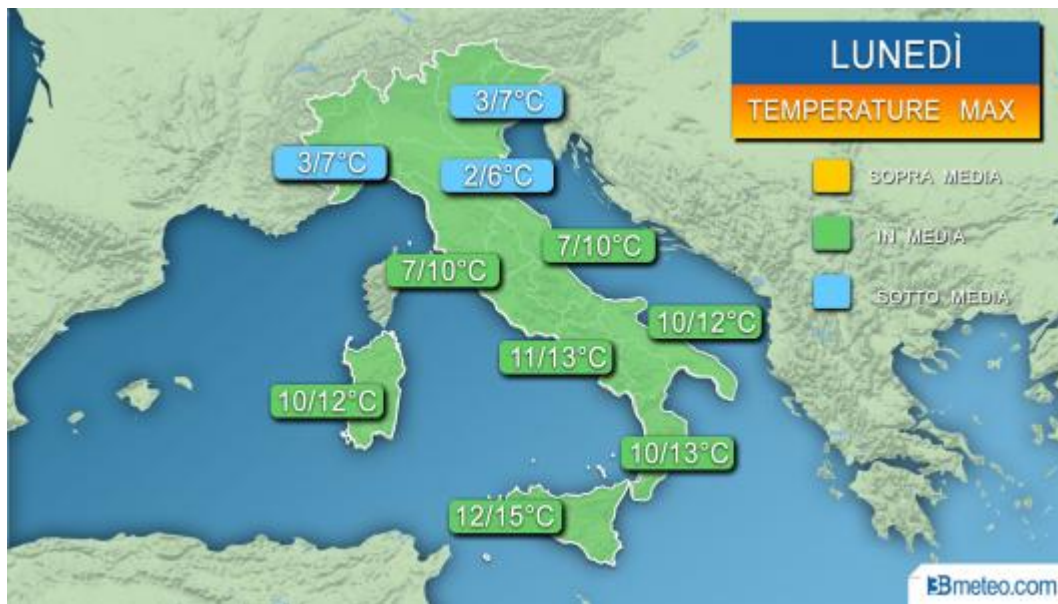 LUNEDÌ
TEMPERATURE MAX
SOPRA MEDIA
IN MEDIA
SOTTO MEDIA
3/7°C
3/7°C
2/6°C
7/10°C
7/10°C
10/12°C
11/13°C
10/12°C
10/13°C
12/15°C
3Bmeteo.com